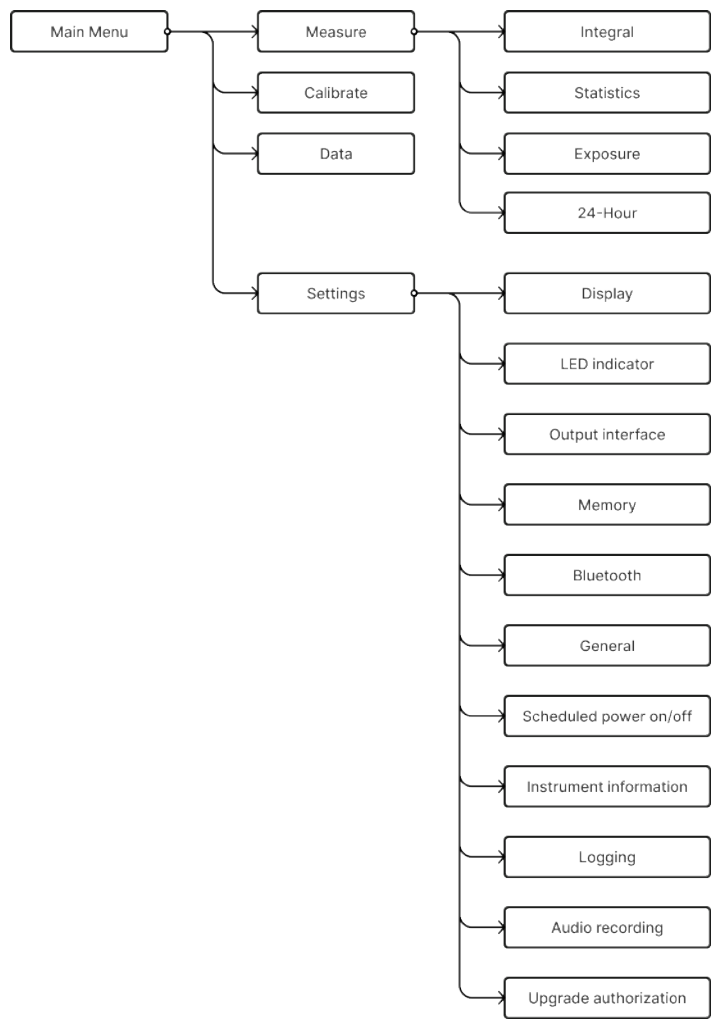 Main Menu
Measure
Integral
Calibrate
Statistics
Data
Exposure
24-Hour
Settings
Display
LED indicator
Output interface
Memory
Bluetooth
General
Scheduled power on/off
Instrument information
Logging
Audio recording
Upgrade authorization